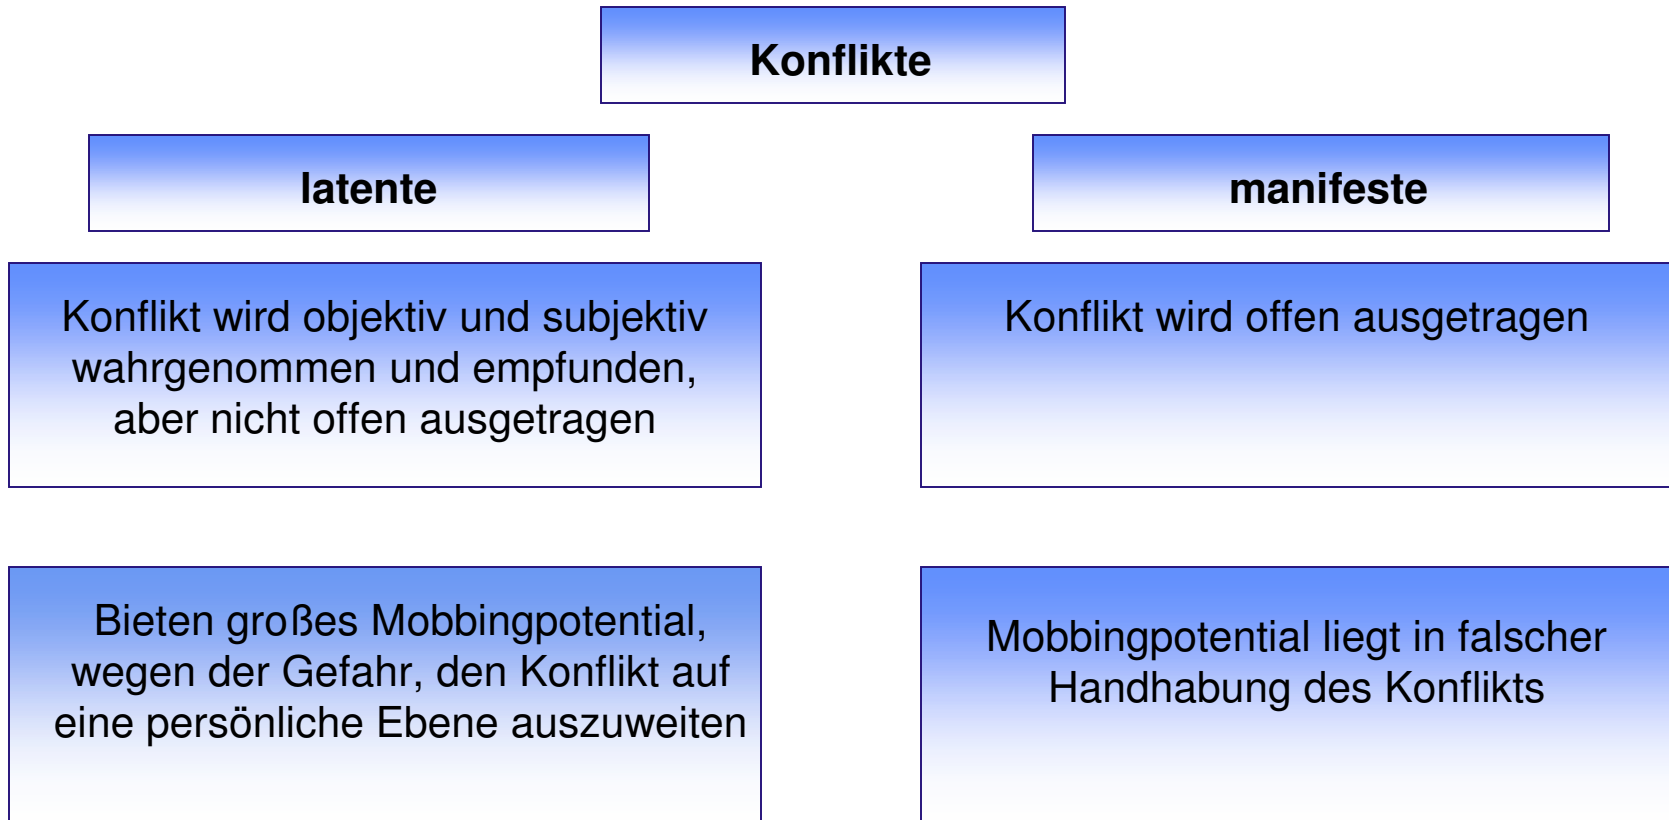 Konflikte
latente
manifeste
Konflikt wird objektiv und subjektiv
wahrgenommen und empfunden,
aber nicht offen ausgetragen
Konflikt wird offen ausgetragen
Bieten großes Mobbingpotential,
wegen der Gefahr, den Konflikt auf
eine persönliche Ebene auszuweiten
Mobbingpotential liegt in falscher
Handhabung des Konflikts